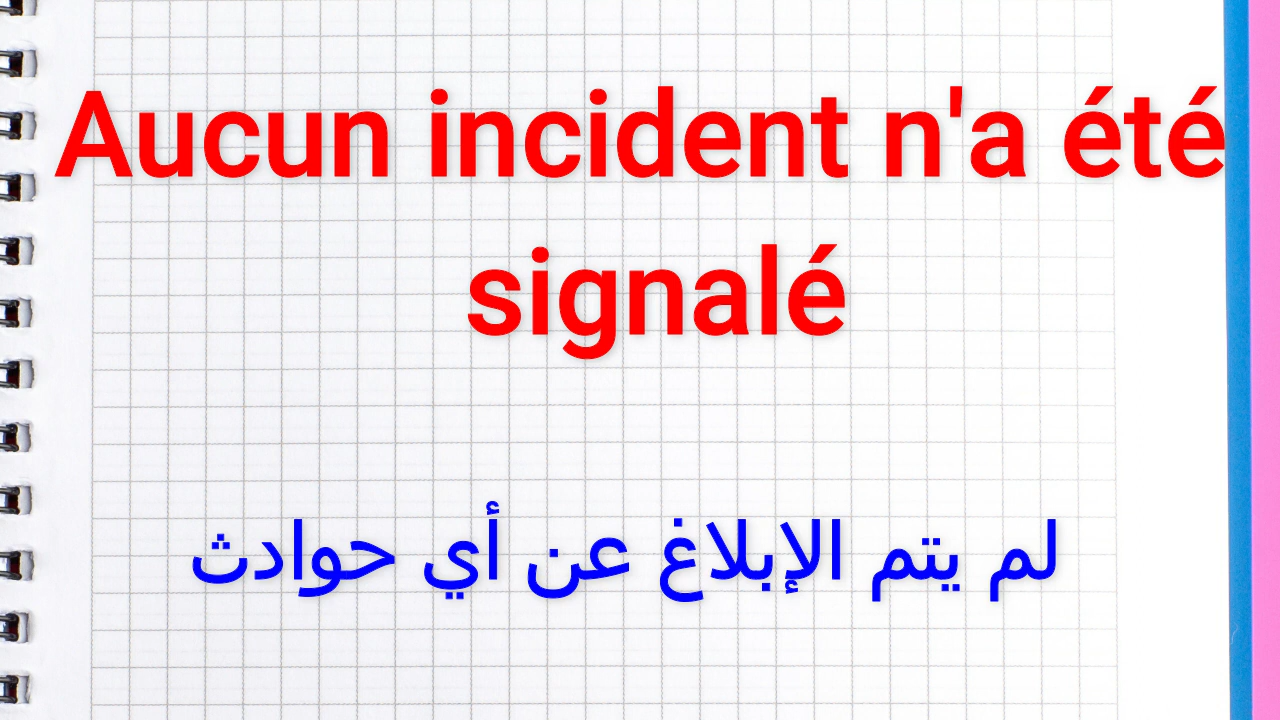 Aucun incident n'a été
signalé
لم يتم الإبلاغ عن أي حوادث